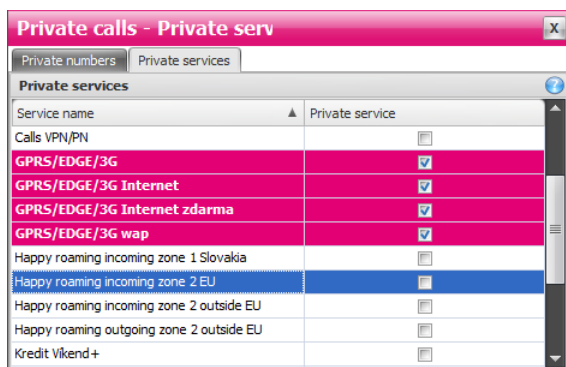 Private calls - Private serv
X
Private numbers Private services
Private services
?
Service name Private service
Calls VPN/PN
GPRS/EDGE/3G
GPRS/EDGE/3G Internet
GPRS/EDGE/3G Internet zdarma
GPRS/EDGE/3G wap
Happy roaming incoming zone 1 Slovakia
Happy roaming incoming zone 2 EU
Happy roaming incoming zone 2 outside EU
Happy roaming outgoing zone 2 outside EU
Kredit Víkend+